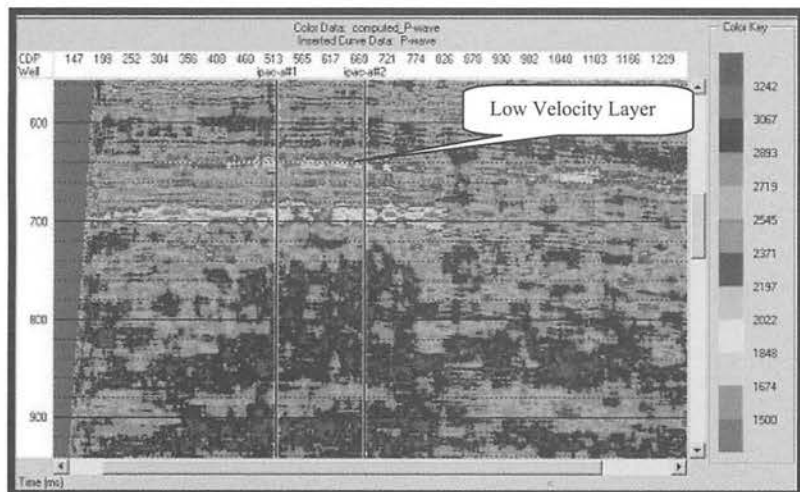 Color Data: computed_P-wave
Inserted Curve Data: P-wave
Color Key
CDP 147 199 252 304 356 408 460 513 565 617 669 721 774 826 878 930 982 1048 1103 1166 1229
Well ipao-a#1 ipao-a#2
Low Velocity Layer
600
700
800
900
3242
3067
2893
2719
2545
2371
2197
2022
1848
1674
1500
Time (ms)